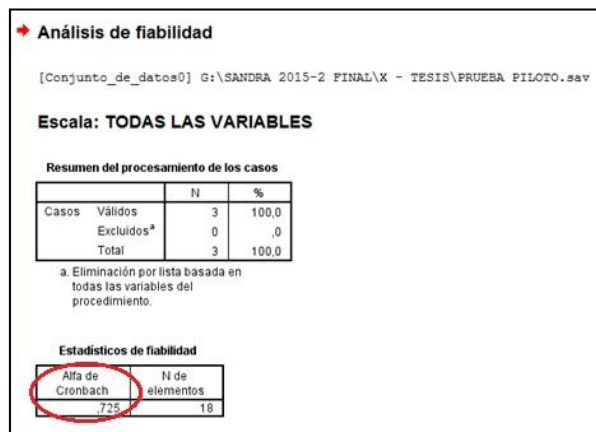 Análisis de fiabilidad
[Conjunto_de_datos0] G:\SANDRA 2015-2 FINAL\X - TESIS\PRUEBA PILOTO.sav
Escala: TODAS LAS VARIABLES
Resumen del procesamiento de los casos
N %
Casos Válidos 3 100,0
Excluidosª 0 ,0
Total 3 100,0
a. Eliminación por lista basada en
todas las variables del
procedimiento.
Estadísticos de fiabilidad
Alfa de N de
Cronbach elementos
,725 18